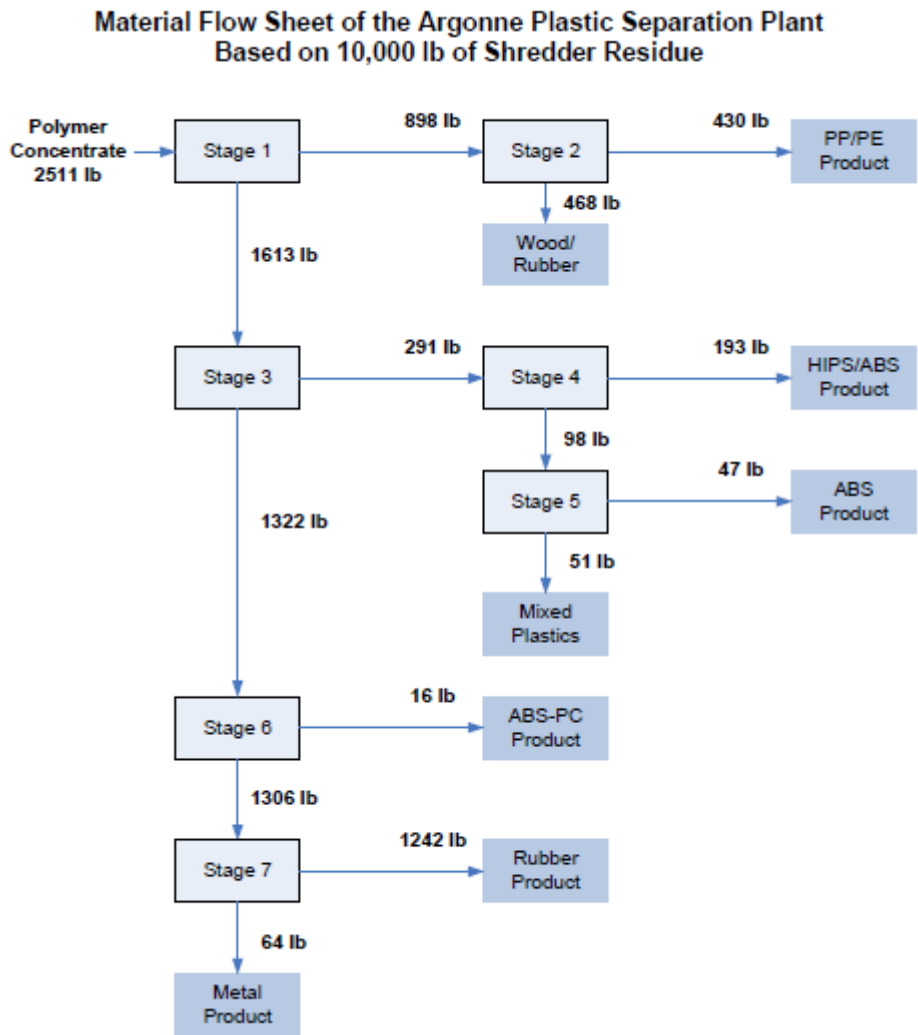 Material Flow Sheet of the Argonne Plastic Separation Plant
Based on 10,000 lb of Shredder Residue
Polymer
Concentrate
2511 lb
Stage 1
898 lb
Stage 2
430 lb
PP/PE
Product
468 lb
Wood/
Rubber
1613 lb
Stage 3
291 lb
Stage 4
193 lb
HIPS/ABS
Product
98 lb
Stage 5
47 lb
ABS
Product
51 lb
Mixed
Plastics
1322 lb
Stage 6
16 lb
ABS-PC
Product
1306 lb
Stage 7
1242 lb
Rubber
Product
64 lb
Metal
Product